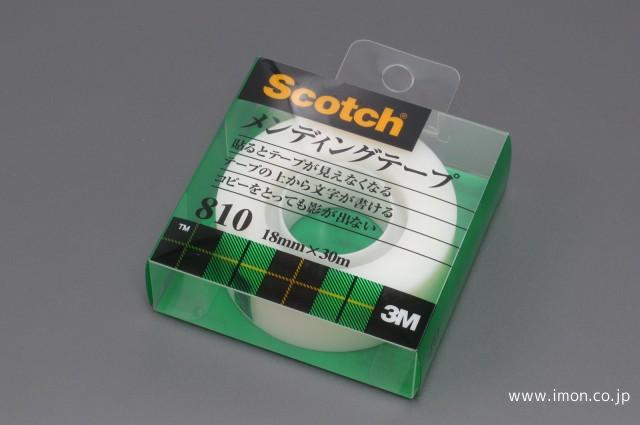 Scotch®
メンディングテープ
貼るとテープが見えなくなる
テープの上から文字が書ける
コピーをとっても影が出ない
810 18mm×30m
TM
3M
www.imon.co.jp